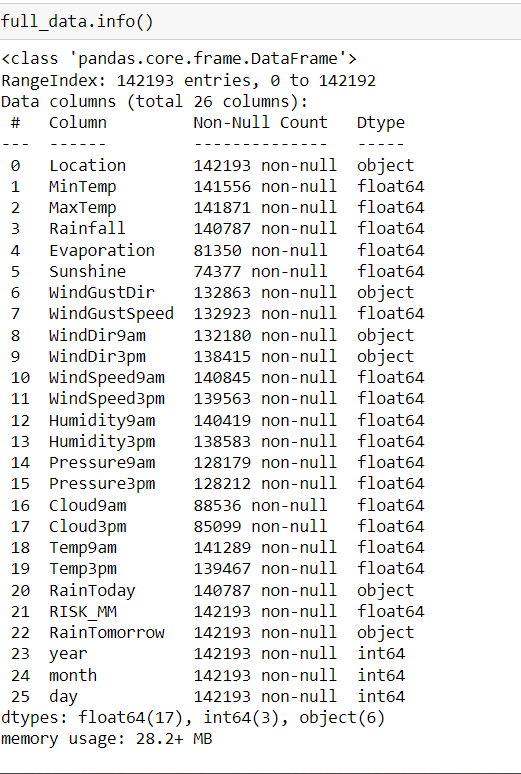 full_data.info()
<class 'pandas.core.frame.DataFrame'>
RangeIndex: 142193 entries, 0 to 142192
Data columns (total 26 columns):
 #   Column         Non-Null Count   Dtype
---  ------         --------------   -----
 0   Location       142193 non-null  object
 1   MinTemp        141556 non-null  float64
 2   MaxTemp        141871 non-null  float64
 3   Rainfall       140787 non-null  float64
 4   Evaporation    81350 non-null   float64
 5   Sunshine       74377 non-null   float64
 6   WindGustDir    132863 non-null  object
 7   WindGustSpeed  132923 non-null  float64
 8   WindDir9am     132180 non-null  object
 9   WindDir3pm     138415 non-null  object
 10  WindSpeed9am   140845 non-null  float64
 11  WindSpeed3pm   139563 non-null  float64
 12  Humidity9am    140419 non-null  float64
 13  Humidity3pm    138583 non-null  float64
 14  Pressure9am    128179 non-null  float64
 15  Pressure3pm    128212 non-null  float64
 16  Cloud9am       88536 non-null   float64
 17  Cloud3pm       85099 non-null   float64
 18  Temp9am        141289 non-null  float64
 19  Temp3pm        139467 non-null  float64
 20  RainToday      140787 non-null  object
 21  RISK_MM        142193 non-null  float64
 22  RainTomorrow   142193 non-null  object
 23  year           142193 non-null  int64
 24  month          142193 non-null  int64
 25  day            142193 non-null  int64
dtypes: float64(17), int64(3), object(6)
memory usage: 28.2+ MB